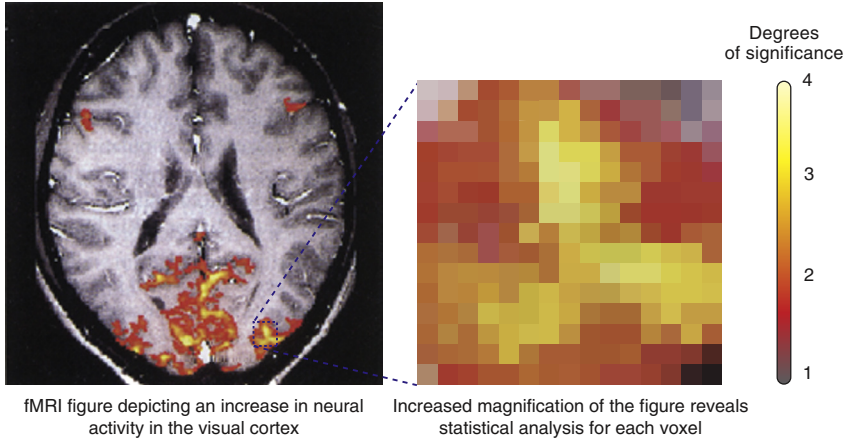 Degrees
of significance
4
3
2
1
fMRI figure depicting an increase in neural
activity in the visual cortex
Increased magnification of the figure reveals
statistical analysis for each voxel